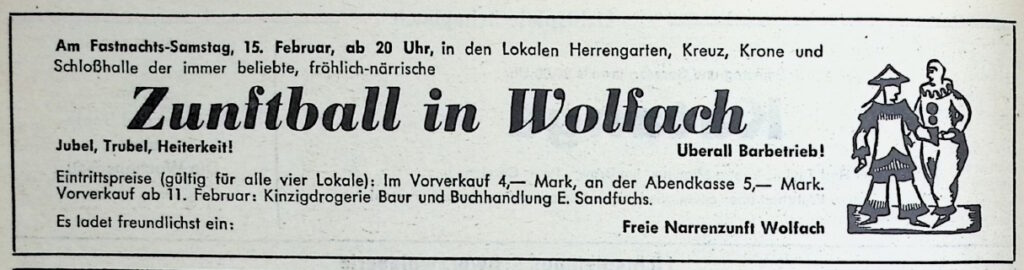 Am Fastnachts-Samstag, 15. Februar, ab 20 Uhr, in den Lokalen Herrengarten, Kreuz, Krone und
Schloßhalle der immer beliebte, fröhlich-närrische
Zunftball in Wolfach
Jubel, Trubel, Heiterkeit! Uberall Barbetrieb!
Eintrittspreise (gültig für alle vier Lokale): Im Vorverkauf 4,— Mark, an der Abendkasse 5,— Mark.
Vorverkauf ab 11. Februar: Kinzigdrogerie Baur und Buchhandlung E. Sandfuchs.
Es ladet freundlichst ein: Freie Narrenzunft Wolfach